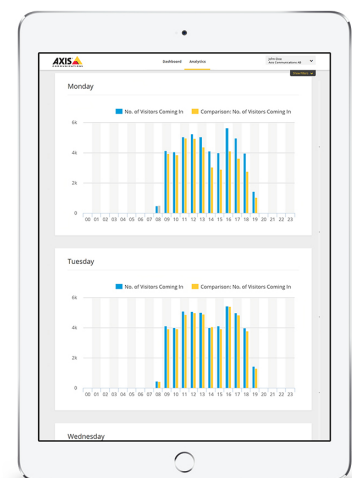 AXIS
COMMUNICATIONS
Dashboard Analytics
Axis Communications AB
Monday
No. of Visitors Coming In Comparison: No. of Visitors Coming In
6k
4k
2k
0
00 01 02 03 04 05 06 07 08 09 10 11 12 13 14 15 16 17 18 19 20 21 22 23
Tuesday
No. of Visitors Coming In Comparison: No. of Visitors Coming In
6k
4k
2k
0
00 01 02 03 04 05 06 07 08 09 10 11 12 13 14 15 16 17 18 19 20 21 22 23
Wednesday